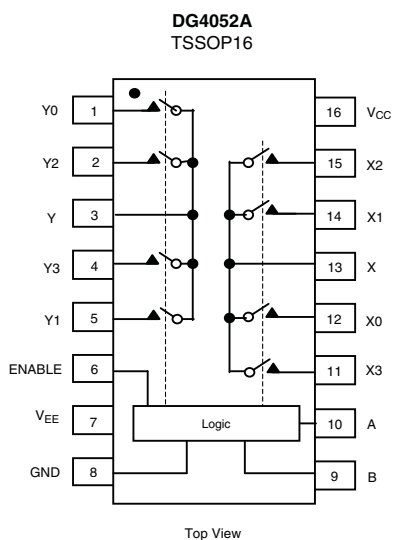 DG4052A
TSSOP16
Y0 1
16 VCC
Y2 2
15 X2
Y 3
14 X1
Y3 4
13 X
Y1 5
12 X0
ENABLE 6
11 X3
VEE 7
Logic
10 A
GND 8
9 B
Top View